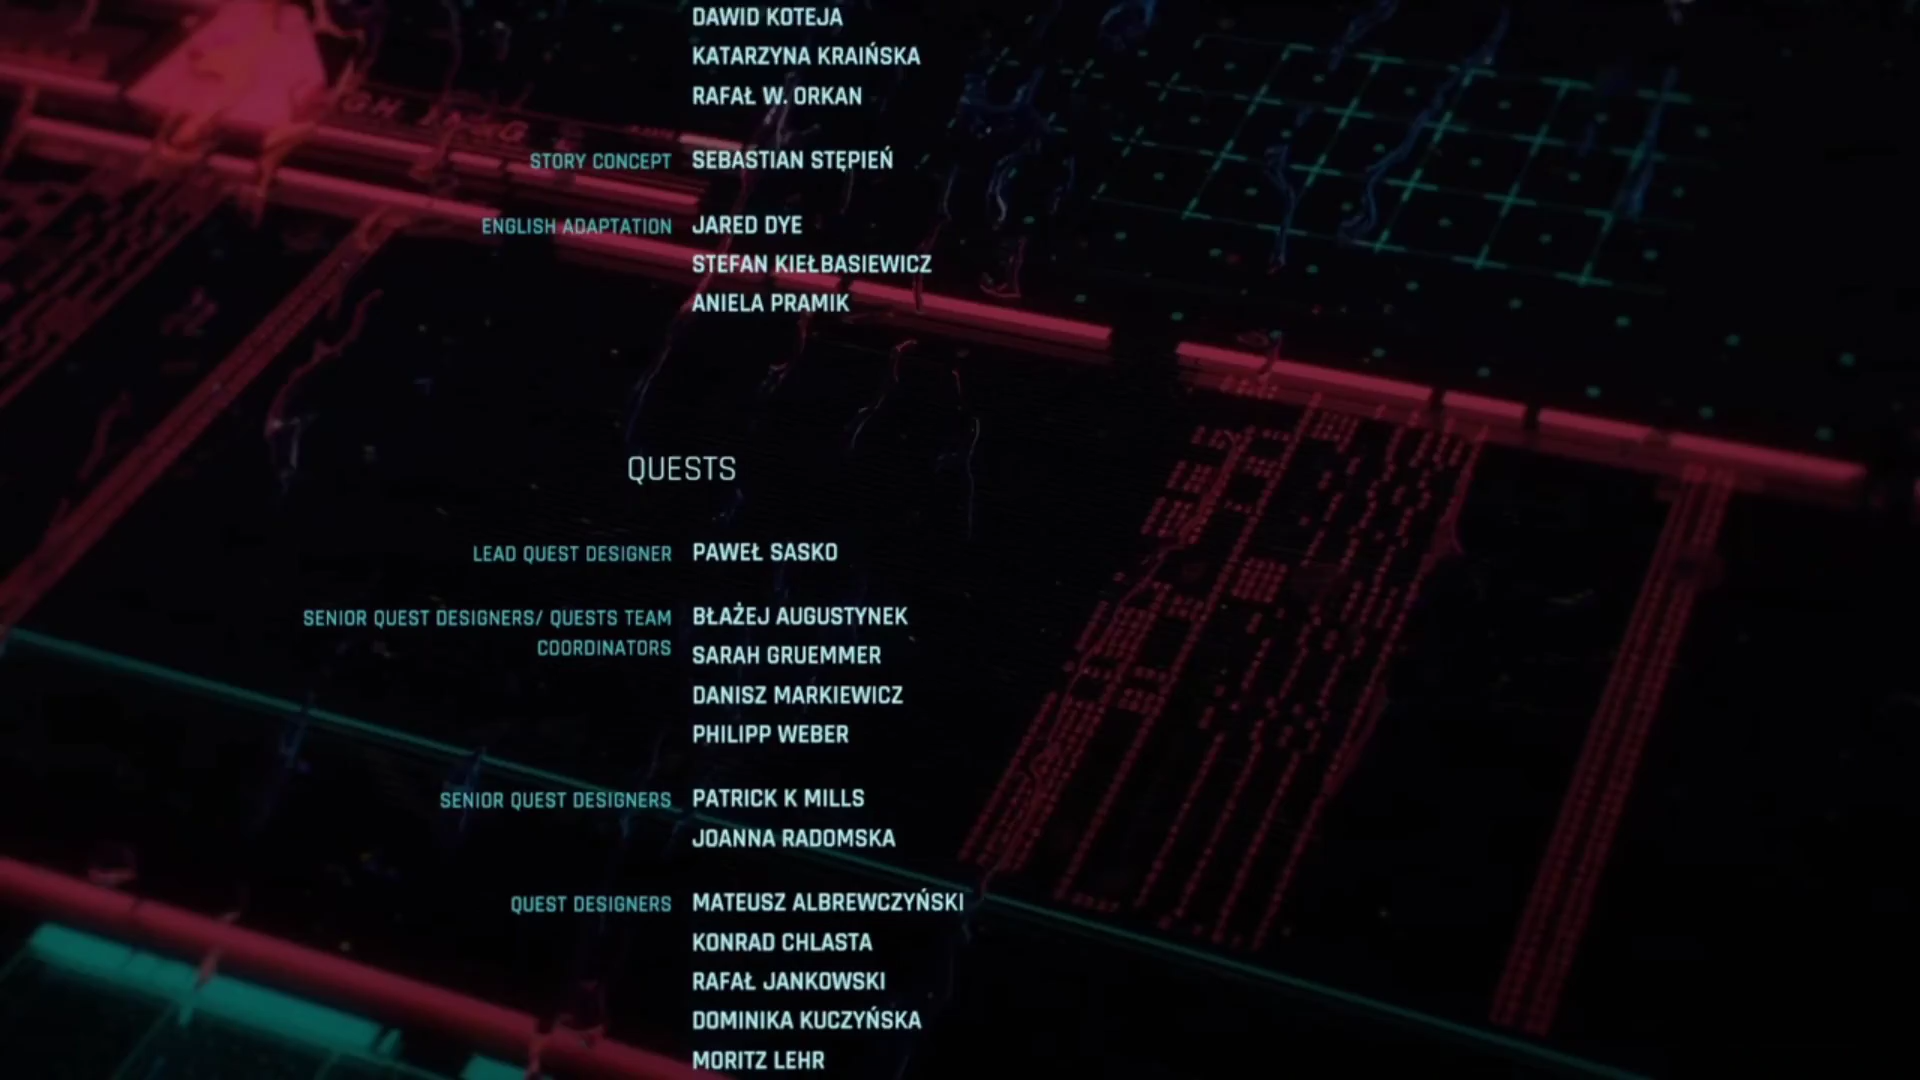 DAWID KOTEJA
KATARZYNA KRAIŃSKA
RAFAŁ W. ORKAN
STORY CONCEPT SEBASTIAN STĘPIEŃ
ENGLISH ADAPTATION JARED DYE
STEFAN KIEŁBASIEWICZ
ANIELA PRAMIK
QUESTS
LEAD QUEST DESIGNER PAWEŁ SASKO
SENIOR QUEST DESIGNERS/ QUESTS TEAM
COORDINATORS
BŁAŻEJ AUGUSTYNEK
SARAH GRUEMMER
DANISZ MARKIEWICZ
PHILIPP WEBER
SENIOR QUEST DESIGNERS PATRICK K MILLS
JOANNA RADOMSKA
QUEST DESIGNERS MATEUSZ ALBREWCZYŃSKI
KONRAD CHLASTA
RAFAŁ JANKOWSKI
DOMINIKA KUCZYŃSKA
MORITZ LEHR